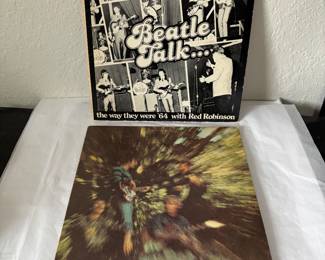 Beatle
Talk...
the way they were '64 with Red Robinson